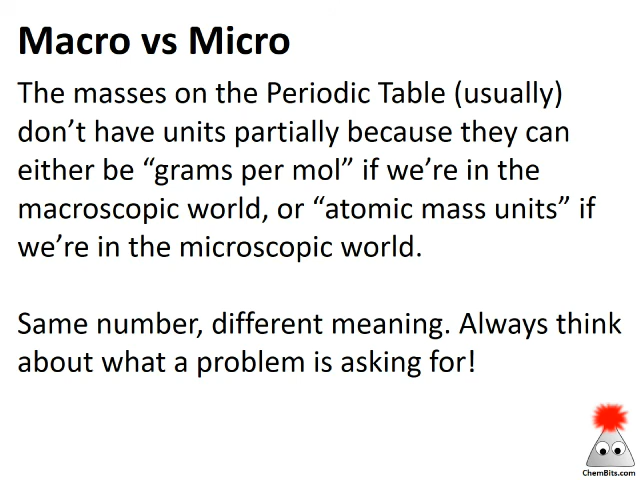 Macro vs Micro
The masses on the Periodic Table (usually)
don’t have units partially because they can
either be “grams per mol” if we’re in the
macroscopic world, or “atomic mass units” if
we’re in the microscopic world.
Same number, different meaning. Always think
about what a problem is asking for!
ChemBits.com